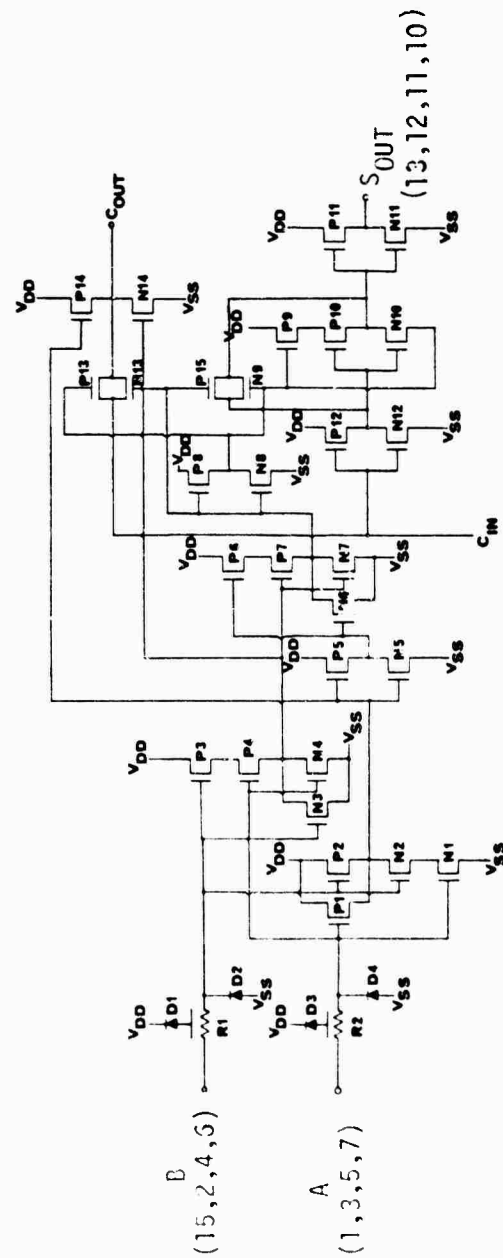 B
(15,2,4,6)
A
(1,3,5,7)
VDD
D1
R1
D2
VSS
VDD
D3
R2
D4
VSS
VDD
P3
P4
N3
N4
VSS
VDD
P1
P2
N2
N1
VSS
VDD
P5
N5
VSS
VDD
P6
P7
N6
N7
VSS
VDD
P8
N8
VSS
P13
N13
VDD
P14
N14
VSS
COUT
P15
N9
VDD
P12
N12
VSS
VDD
P9
P10
N10
VDD
P11
N11
VSS
SOUT
(13,12,11,10)
CIN